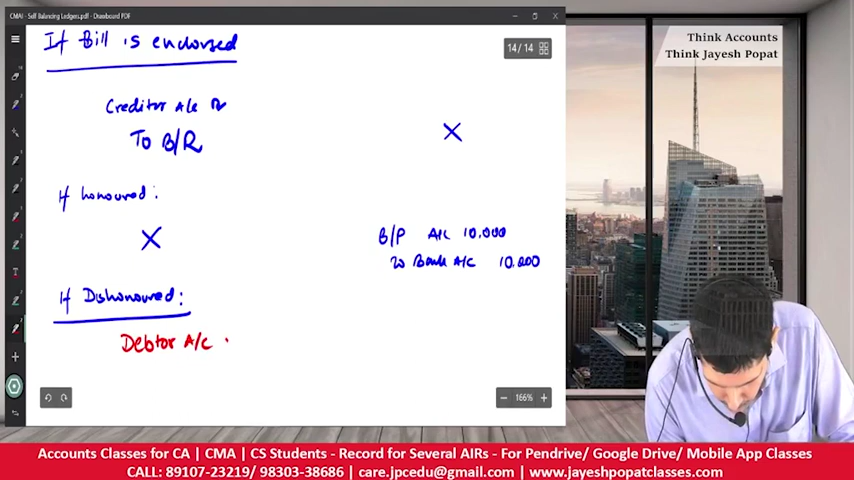 CMAI - Self Balancing Ledgers.pdf - Drawboard PDF
Think Accounts
Think Jayesh Popat
14 / 14
If Bill is endorsed
Creditor A/c Dr
To B/R
If honoured:
B/P A/c 10,000
To Bank A/c 10,000
If Dishonoured:
Debtor A/c
166%
Accounts Classes for CA | CMA | CS Students - Record for Several AIRs - For Pendrive/ Google Drive/ Mobile App Classes
CALL: 89107-23219/ 98303-38686 | care.jpcedu@gmail.com | www.jayeshpopatclasses.com